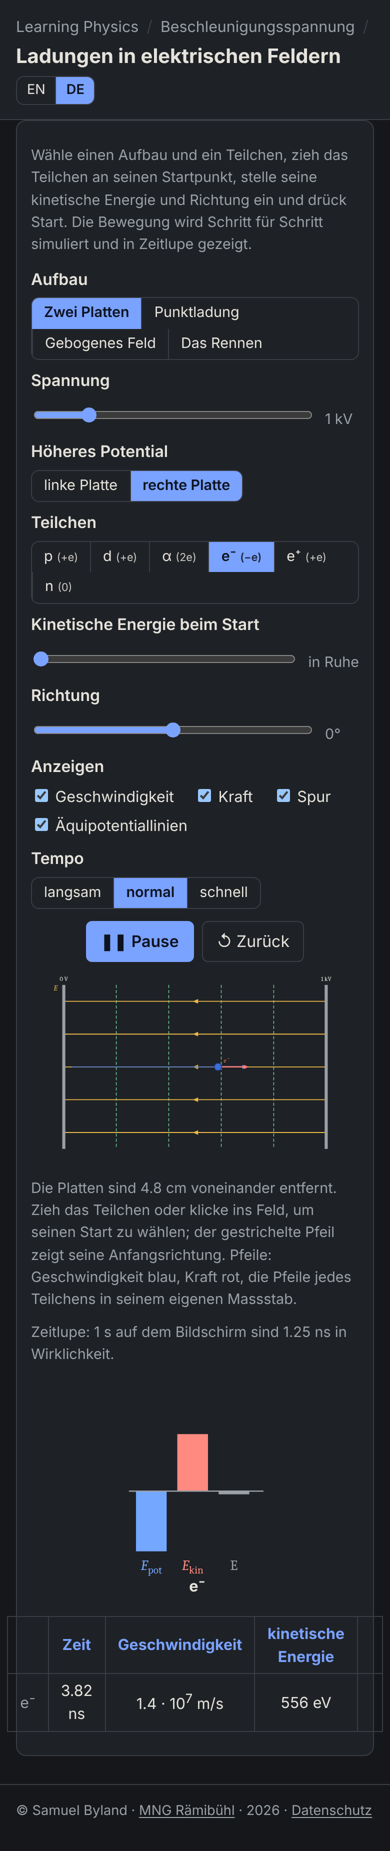 Learning Physics / Beschleunigungsspannung /
Ladungen in elektrischen Feldern
EN DE
Wähle einen Aufbau und ein Teilchen, zieh das
Teilchen an seinen Startpunkt, stelle seine
kinetische Energie und Richtung ein und drück
Start. Die Bewegung wird Schritt für Schritt
simuliert und in Zeitlupe gezeigt.
Aufbau
Zwei Platten Punktladung
Gebogenes Feld Das Rennen
Spannung
1 kV
Höheres Potential
linke Platte rechte Platte
Teilchen
p (+e) d (+e) α (2e) e⁻ (−e) e⁺ (+e)
n (0)
Kinetische Energie beim Start
in Ruhe
Richtung
0°
Anzeigen
Geschwindigkeit Kraft Spur
Äquipotentiallinien
Tempo
langsam normal schnell
❚❚ Pause ↺ Zurück
0 V 1 kV
E
e⁻
Die Platten sind 4.8 cm voneinander entfernt.
Zieh das Teilchen oder klicke ins Feld, um
seinen Start zu wählen; der gestrichelte Pfeil
zeigt seine Anfangsrichtung. Pfeile:
Geschwindigkeit blau, Kraft rot, die Pfeile jedes
Teilchens in seinem eigenen Massstab.
Zeitlupe: 1 s auf dem Bildschirm sind 1.25 ns in
Wirklichkeit.
E_pot E_kin E
e⁻
Zeit Geschwindigkeit kinetische
Energie
e⁻ 3.82 ns 1.4 · 10⁷ m/s 556 eV
© Samuel Byland · MNG Rämibühl · 2026 · Datenschutz